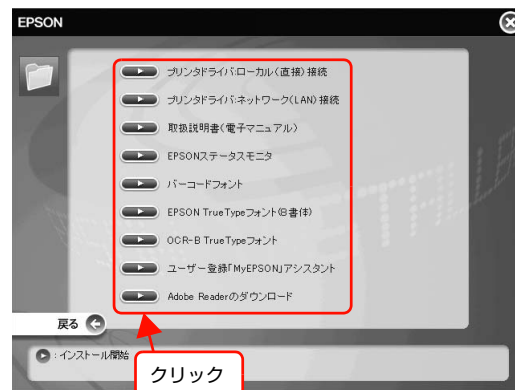 EPSON
プリンタドライバ:ローカル(直接)接続
プリンタドライバ:ネットワーク(LAN)接続
取扱説明書(電子マニュアル)
EPSONステータスモニタ
バーコードフォント
EPSON TrueTypeフォント(8書体)
OCR-B TrueTypeフォント
ユーザー登録「MyEPSON」アシスタント
Adobe Readerのダウンロード
戻る
:インストール開始
クリック